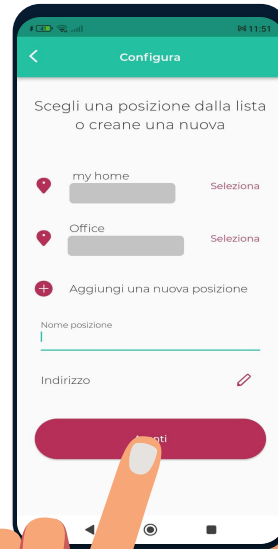 11:51
Configura
Scegli una posizione dalla lista
o creane una nuova
my home
Seleziona
Office
Seleziona
Aggiungi una nuova posizione
Nome posizione
Indirizzo